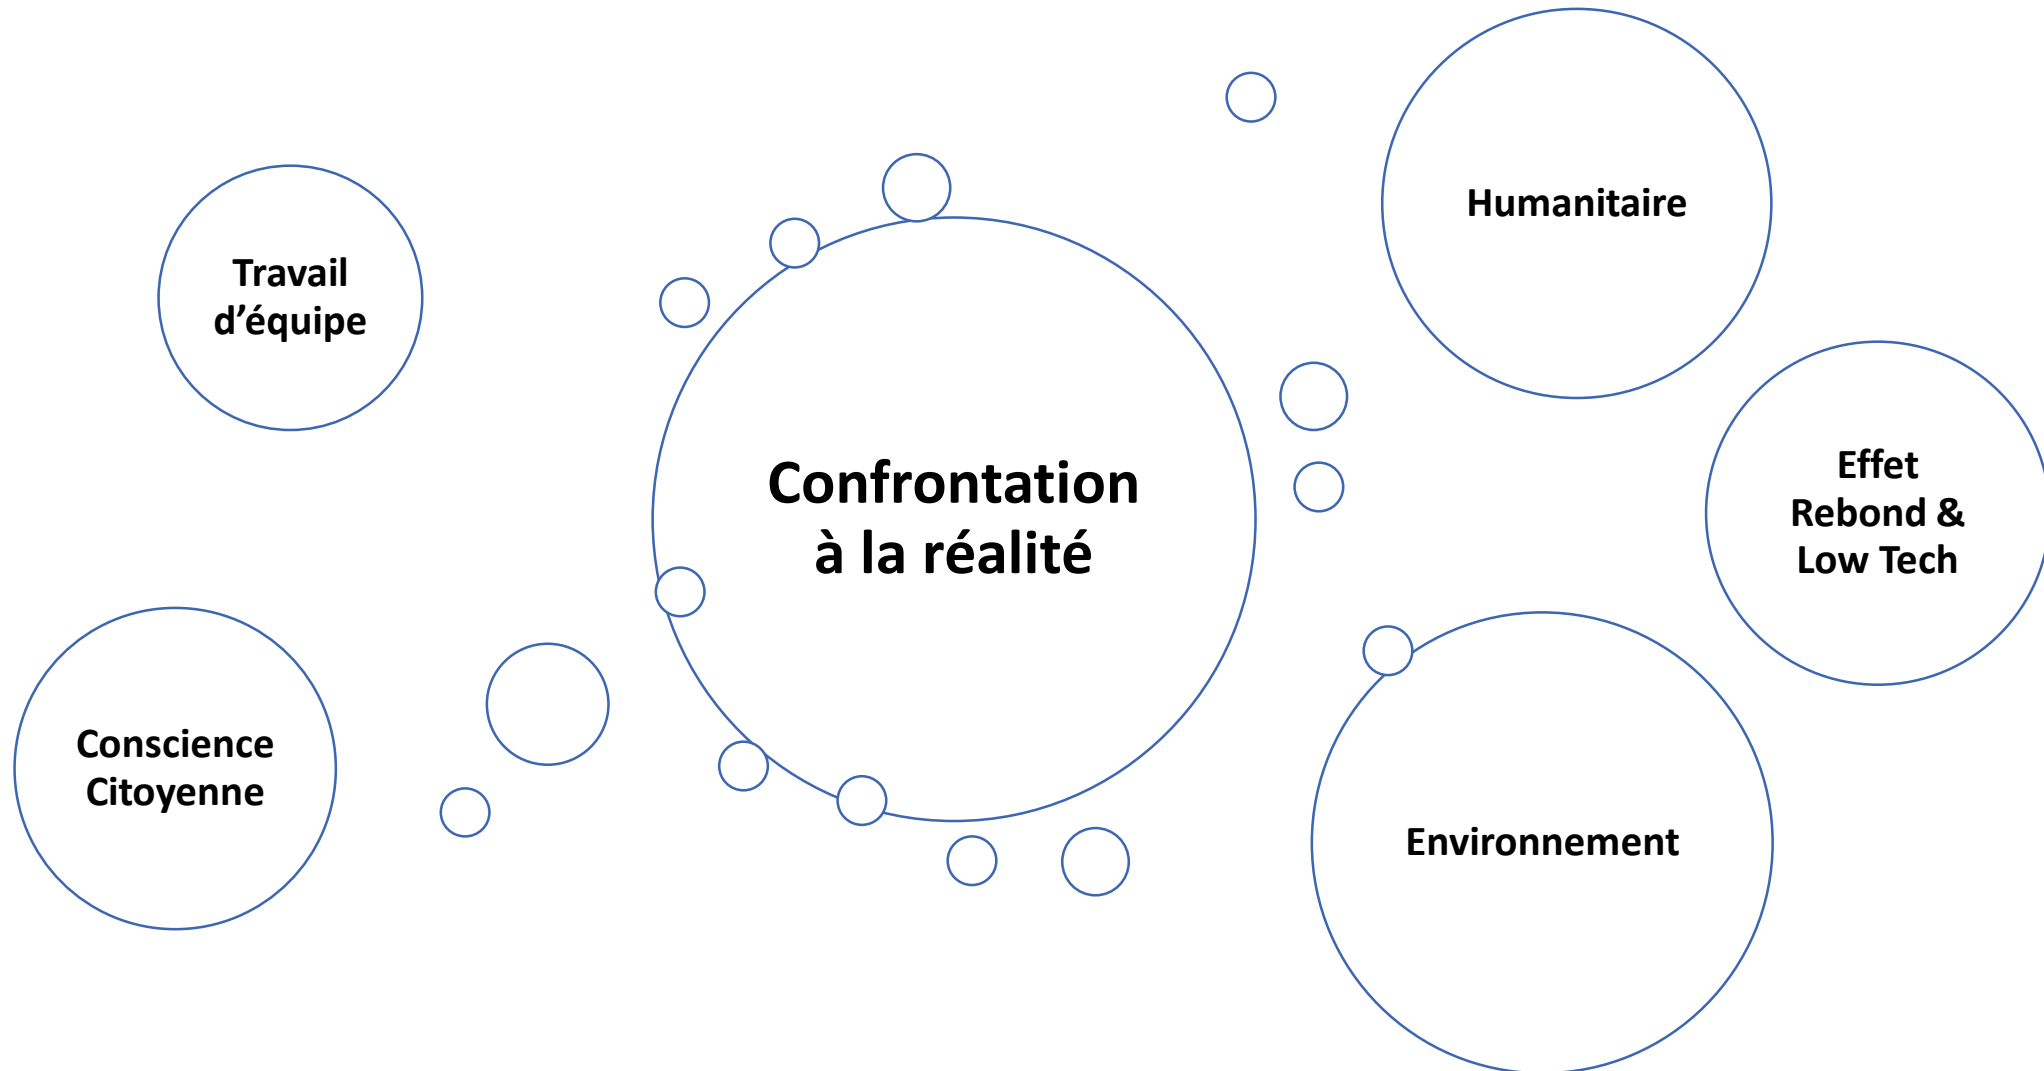 Travail
d’équipe
Conscience
Citoyenne
Confrontation
à la réalité
Humanitaire
Effet
Rebond &
Low Tech
Environnement